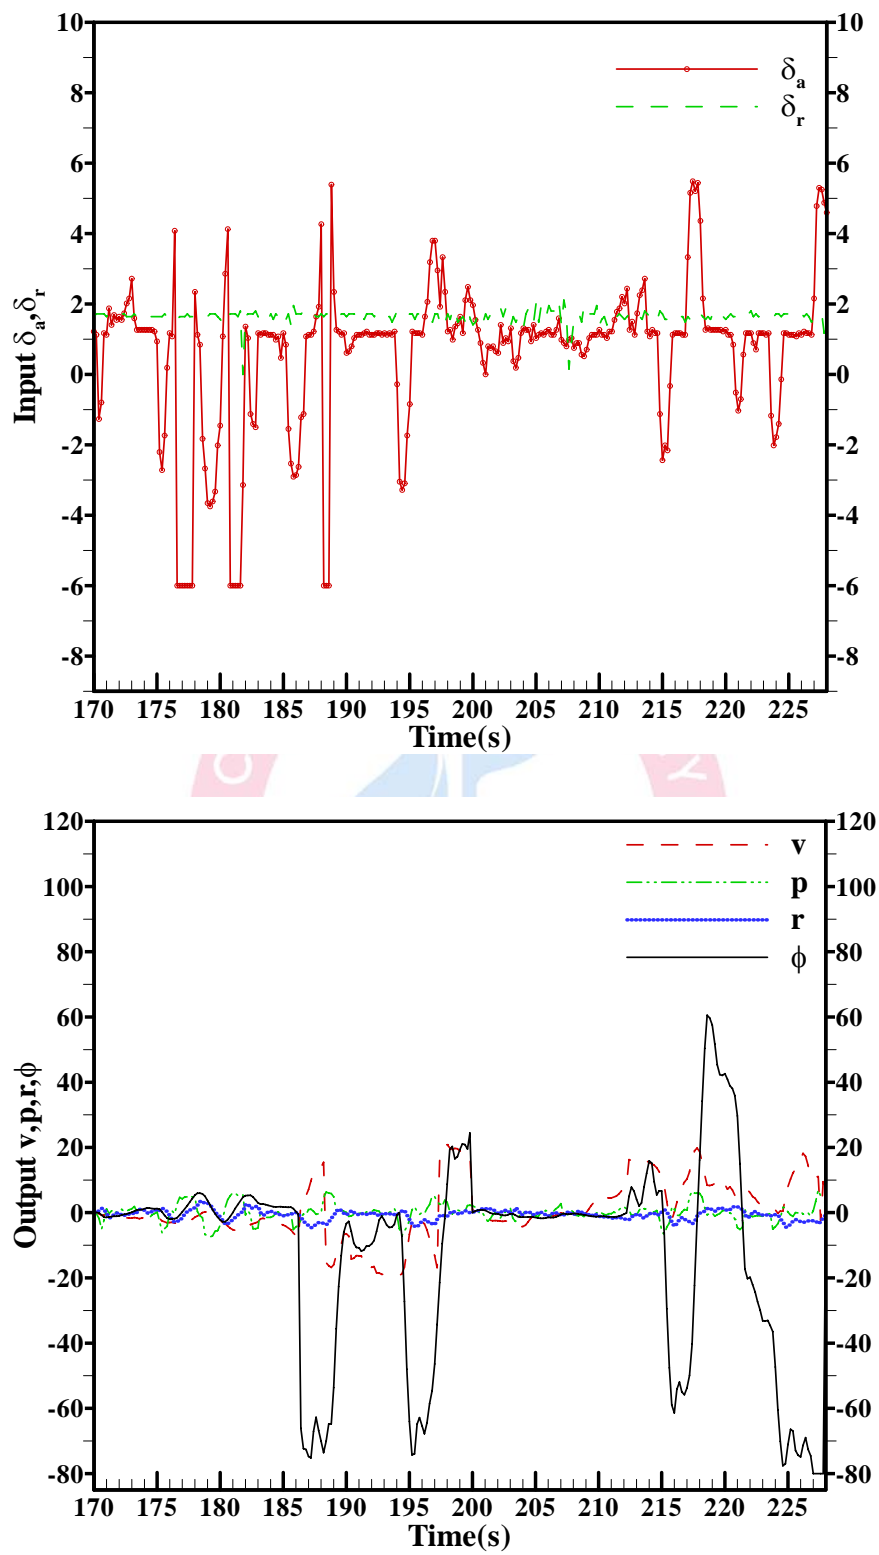 10 10
8 8
6 6
4 4
2 2
0 0
-2 -2
-4 -4
-6 -6
-8 -8
Input δa,δr
δa
δr
170 175 180 185 190 195 200 205 210 215 220 225
Time(s)
O Y
120 120
100 100
80 80
60 60
40 40
20 20
0 0
-20 -20
-40 -40
-60 -60
-80 -80
Output v,p,r,ϕ
v
p
r
ϕ
170 175 180 185 190 195 200 205 210 215 220 225
Time(s)